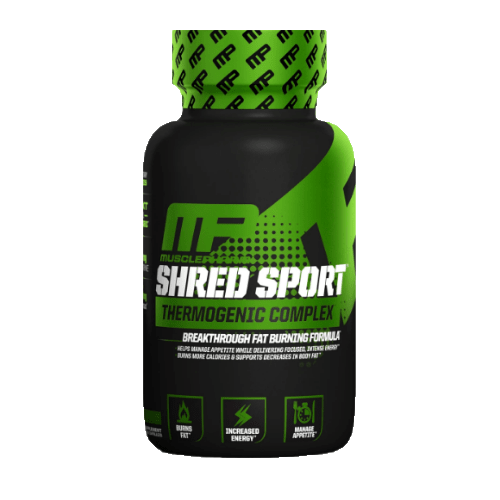 MP
MUSCLEPHARM
SHRED SPORT
THERMOGENIC COMPLEX
BREAKTHROUGH FAT BURNING FORMULA
• HELPS MANAGE APPETITE WHILE DELIVERING FOCUSED, INTENSE ENERGY**
• BURNS MORE CALORIES & SUPPORTS DECREASES IN BODY FAT**
BURNS
FAT**
INCREASED
ENERGY**
MANAGE
APPETITE**